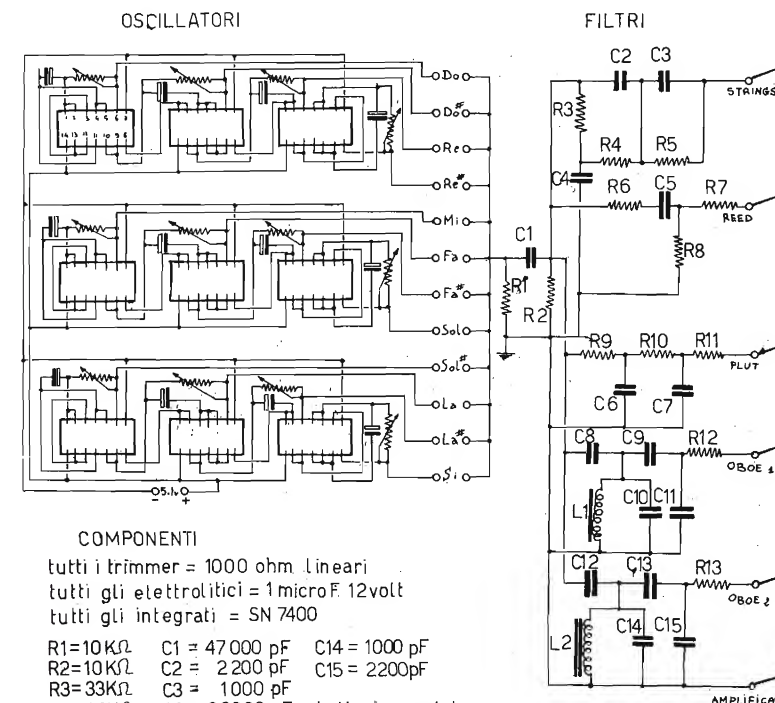 OSCILLATORI
FILTRI
Do
Do#
Re
Re#
Mi
Fa
Fa#
Sol
Sol#
La
La#
Si
5.1v
- +
C1
R1
R2
C2 C3
STRINGS
R3
R4 R5
C4
R6 C5 R7
REED
R8
R9 R10 R11
FLUT
C6 C7
C8 C9 R12
OBOE 1
L1 C10 C11
C12 C13 R13
OBOE 2
L2 C14 C15
AMPLIFICA
COMPONENTI
tutti i trimmer = 1000 ohm lineari
tutti gli elettrolitici = 1 microF. 12 volt
tutti gli integrati = SN 7400
R1=10KΩ C1 = 47000 pF C14 = 1000 pF
R2=10KΩ C2 = 2200 pF C15 = 2200pF
R3=33KΩ C3 = 1000 pF